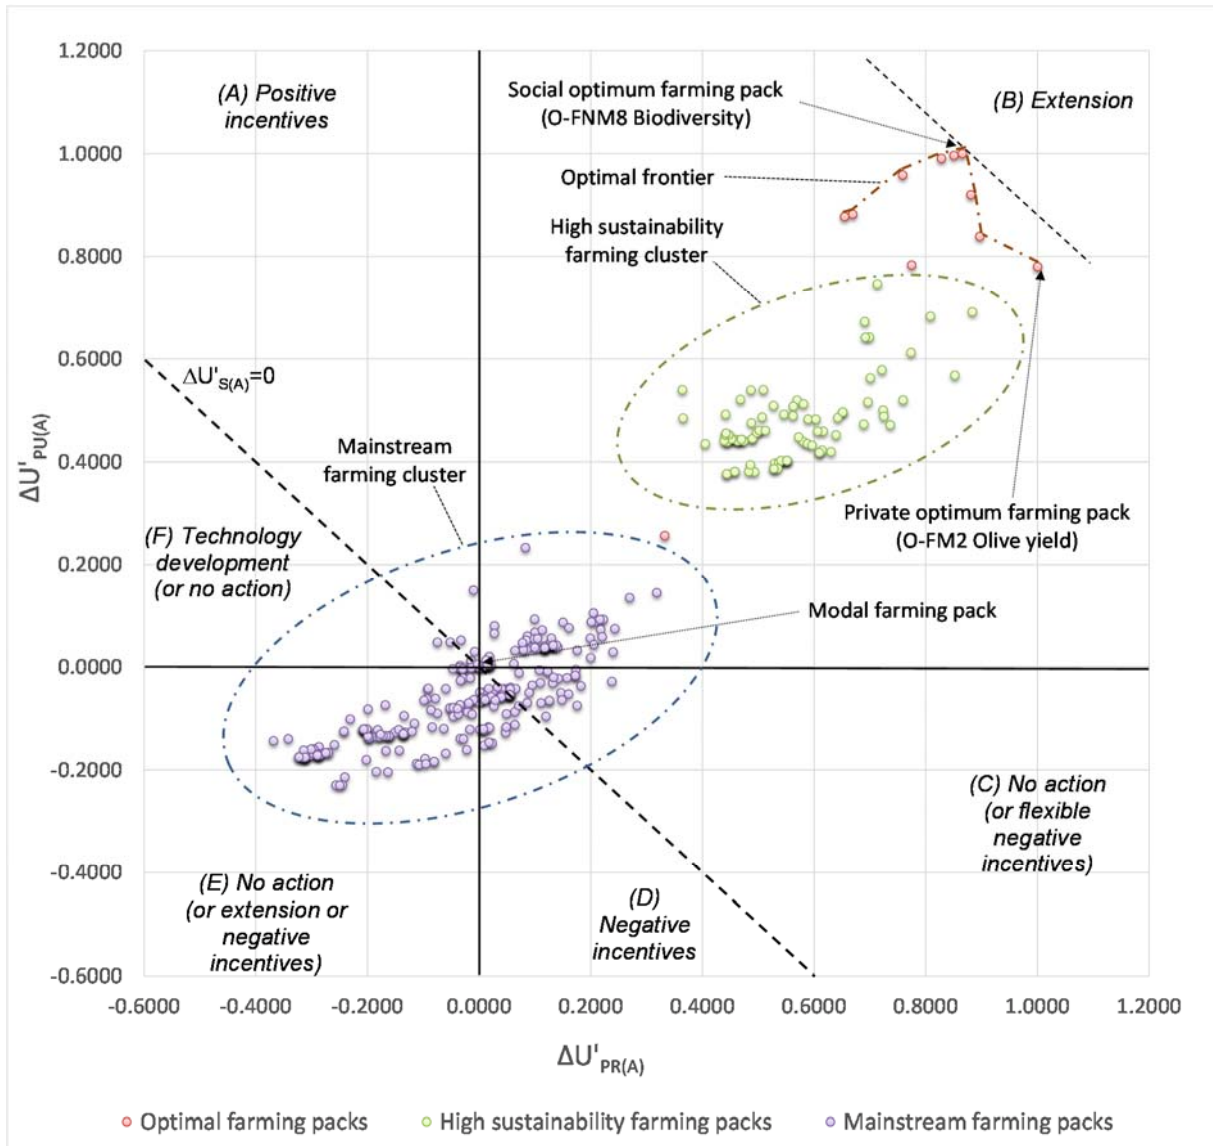 1.2000
1.0000
0.8000
0.6000
0.4000
0.2000
0.0000
-0.2000
-0.4000
-0.6000
ΔU'PU(A)
(A) Positive
incentives
Social optimum farming pack
(O-FNM8 Biodiversity)
(B) Extension
Optimal frontier
High sustainability
farming cluster
ΔU'S(A)=0
Mainstream
farming cluster
Private optimum farming pack
(O-FM2 Olive yield)
(F) Technology
development
(or no action)
Modal farming pack
(C) No action
(or flexible
negative
incentives)
(E) No action
(or extension or
negative
incentives)
(D)
Negative
incentives
-0.6000 -0.4000 -0.2000 0.0000 0.2000 0.4000 0.6000 0.8000 1.0000 1.2000
ΔU'PR(A)
Optimal farming packs High sustainability farming packs Mainstream farming packs